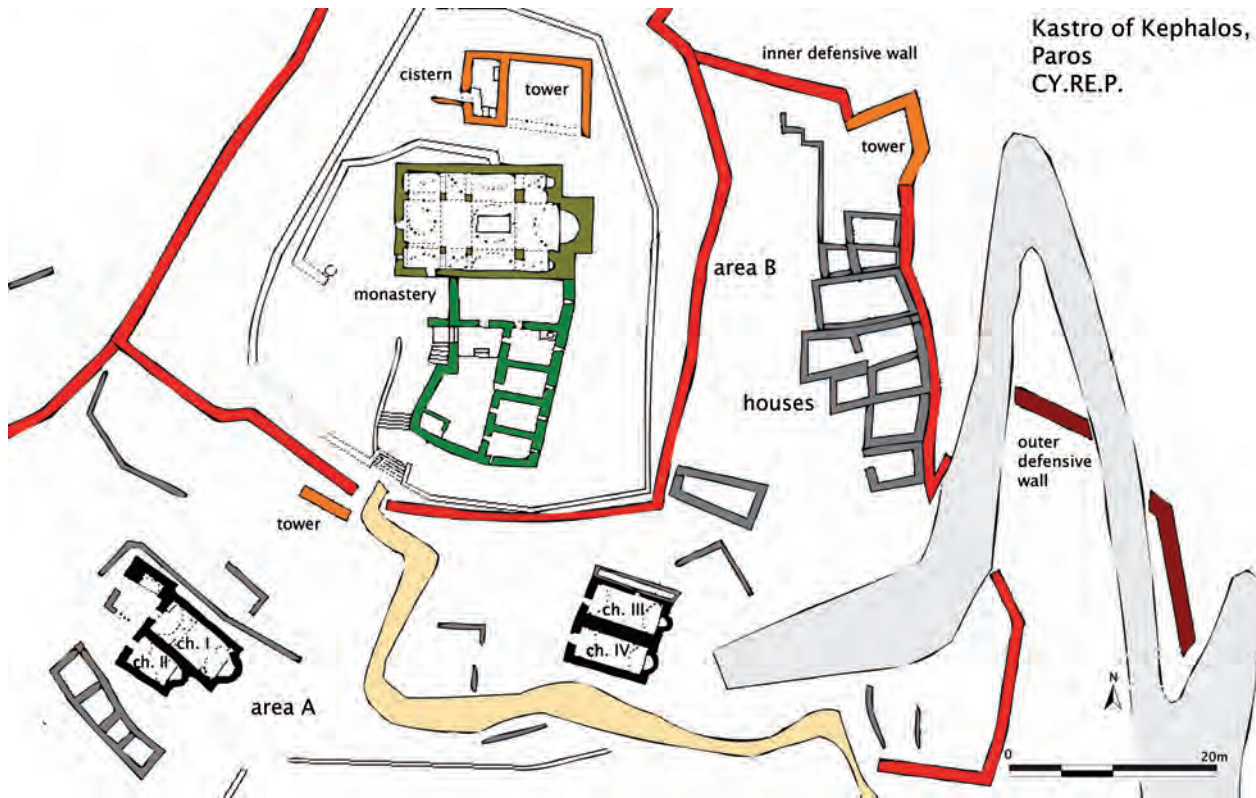 Kastro of Kephalos,
Paros
CY.RE.P.
inner defensive wall
cistern
tower
tower
area B
monastery
houses
outer
defensive
wall
tower
ch. III
ch. I
ch. IV
ch. II
area A
N
0
20m